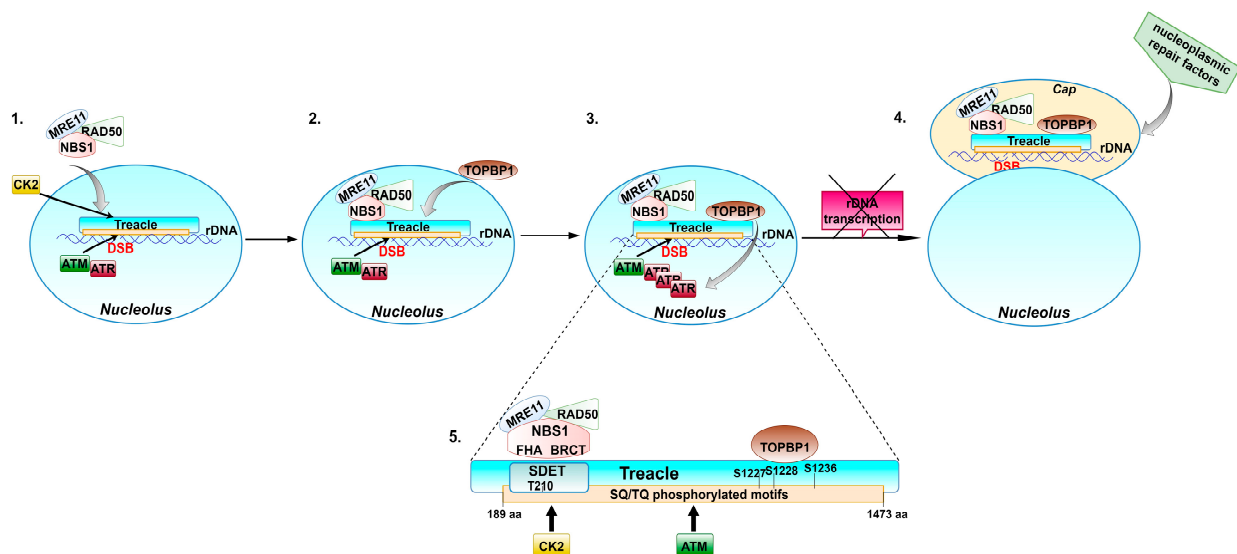 1.
MRE11
RAD50
NBS1
CK2
Treacle
rDNA
DSB
ATM
ATR
Nucleolus
2.
TOPBP1
MRE11
RAD50
NBS1
Treacle
rDNA
DSB
ATM
ATR
Nucleolus
3.
MRE11
RAD50
NBS1
TOPBP1
Treacle
rDNA
DSB
ATM
ATR
ATR
ATR
Nucleolus
rDNA
transcription
4.
Cap
MRE11
RAD50
NBS1
TOPBP1
Treacle
rDNA
DSB
Nucleolus
nucleoplasmic
repair factors
5.
MRE11
RAD50
NBS1
FHA BRCT
TOPBP1
SDET
T210
Treacle
S1227
S1228
S1236
SQ/TQ phosphorylated motifs
189 aa
1473 aa
CK2
ATM